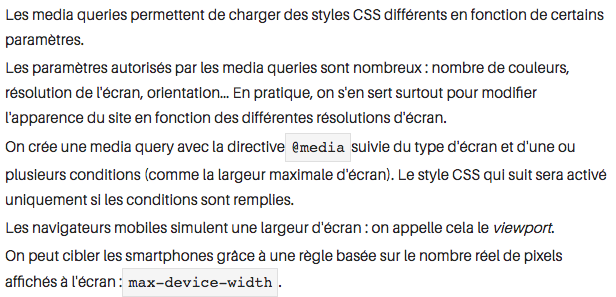 Les media queries permettent de charger des styles CSS différents en fonction de certains
paramètres.
Les paramètres autorisés par les media queries sont nombreux : nombre de couleurs,
résolution de l'écran, orientation… En pratique, on s'en sert surtout pour modifier
l'apparence du site en fonction des différentes résolutions d'écran.
On crée une media query avec la directive @media suivie du type d'écran et d'une ou
plusieurs conditions (comme la largeur maximale d'écran). Le style CSS qui suit sera activé
uniquement si les conditions sont remplies.
Les navigateurs mobiles simulent une largeur d'écran : on appelle cela le viewport.
On peut cibler les smartphones grâce à une règle basée sur le nombre réel de pixels
affichés à l'écran : max-device-width .